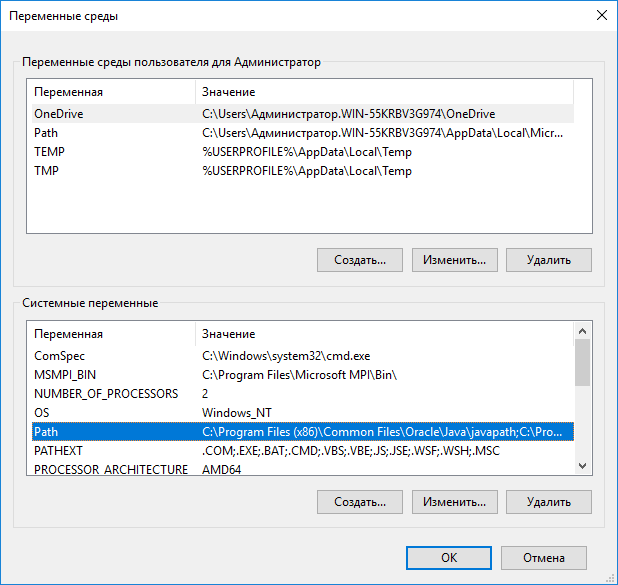 Переменные среды
Переменные среды пользователя для Администратор
Переменная Значение
OneDrive C:\Users\Администратор.WIN-55KRBV3G974\OneDrive
Path C:\Users\Администратор.WIN-55KRBV3G974\AppData\Local\Micr...
TEMP %USERPROFILE%\AppData\Local\Temp
TMP %USERPROFILE%\AppData\Local\Temp
Создать... Изменить... Удалить
Системные переменные
Переменная Значение
ComSpec C:\Windows\system32\cmd.exe
MSMPI_BIN C:\Program Files\Microsoft MPI\Bin\
NUMBER_OF_PROCESSORS 2
OS Windows_NT
Path C:\Program Files (x86)\Common Files\Oracle\Java\javapath;C:\Pro...
PATHEXT .COM;.EXE;.BAT;.CMD;.VBS;.VBE;.JS;.JSE;.WSF;.WSH;.MSC
PROCESSOR_ARCHITECTURE AMD64
Создать... Изменить... Удалить
OK Отмена